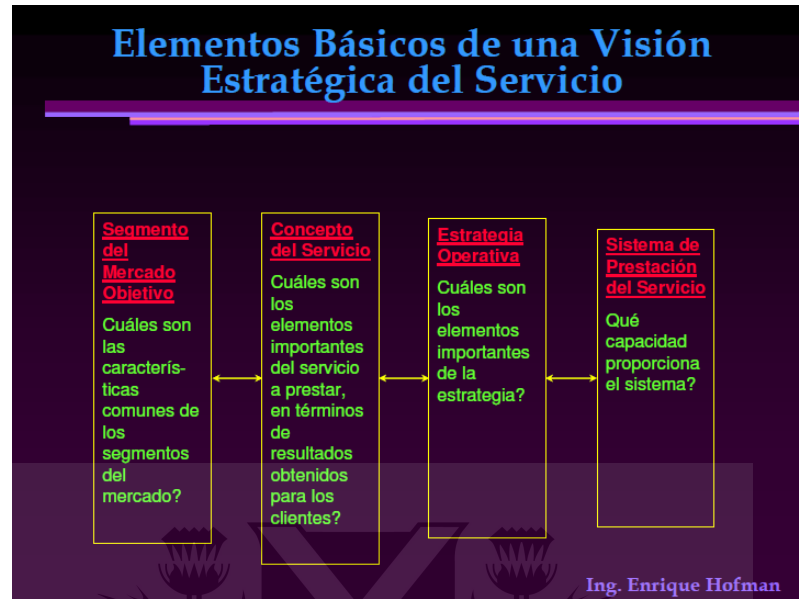 Elementos Básicos de una Visión
Estratégica del Servicio
Segmento
del
Mercado
Objetivo
Cuáles son
las
caracterís-
ticas
comunes de
los
segmentos
del
mercado?
Concepto
del Servicio
Cuáles son
los
elementos
importantes
del servicio
a prestar,
en términos
de
resultados
obtenidos
para los
clientes?
Estrategia
Operativa
Cuáles son
los
elementos
importantes
de la
estrategia?
Sistema de
Prestación
del Servicio
Qué
capacidad
proporciona
el sistema?
Ing. Enrique Hofman